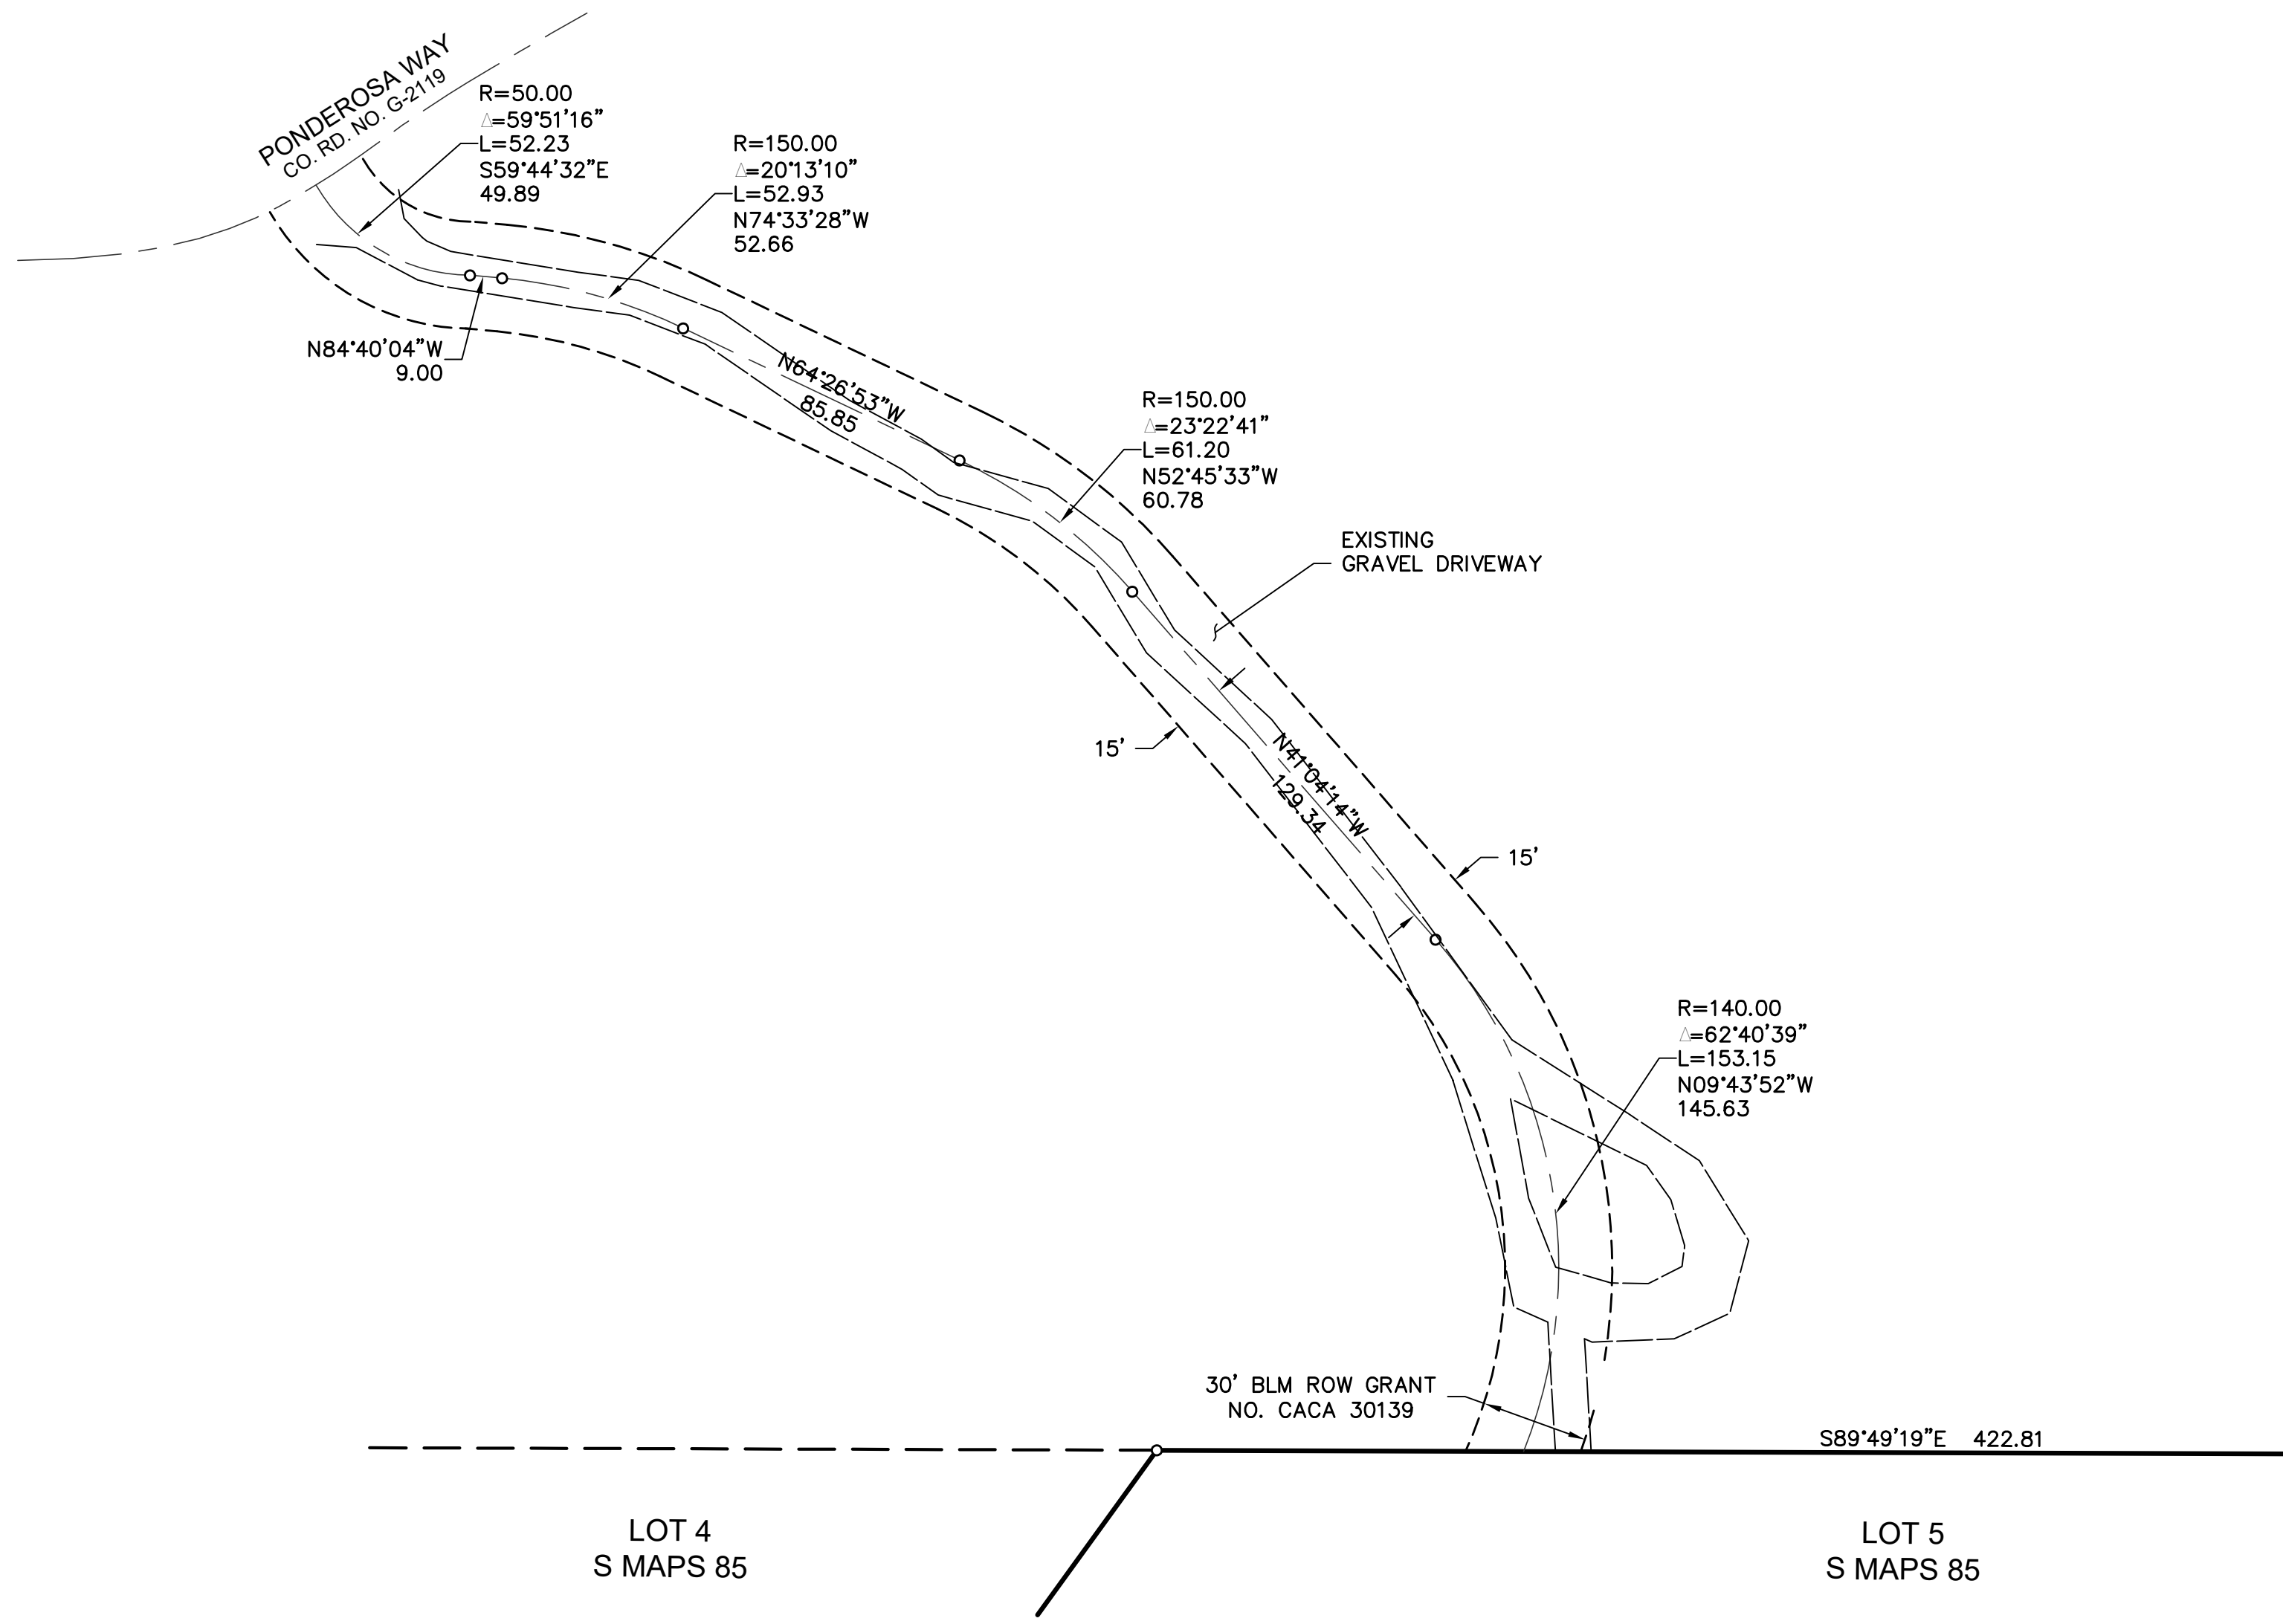 PONDEROSA WAY
CO. RD. NO. G-2119
R=50.00
△=59°51'16"
L=52.23
S59°44'32"E
49.89
R=150.00
△=20°13'10"
L=52.93
N74°33'28"W
52.66
N84°40'04"W
9.00
N64°26'53"W
85.85
R=150.00
△=23°22'41"
L=61.20
N52°45'33"W
60.78
EXISTING
GRAVEL DRIVEWAY
15'
N41°04'14"W
129.34
15'
R=140.00
△=62°40'39"
L=153.15
N09°43'52"W
145.63
30' BLM ROW GRANT
NO. CACA 30139
S89°49'19"E 422.81
LOT 4
S MAPS 85
LOT 5
S MAPS 85